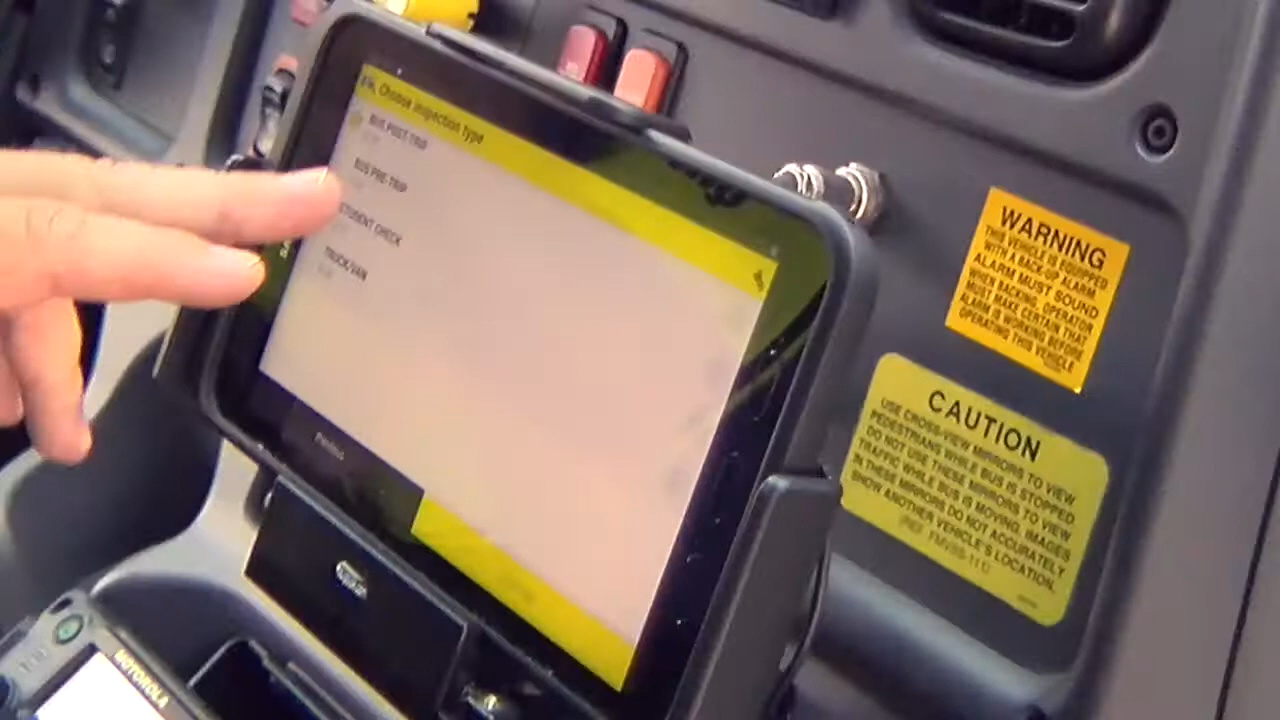 Choose inspection type
BUS POST-TRIP
BUS PRE-TRIP
STUDENT CHECK
TRUCK/VAN
WARNING
THIS VEHICLE IS EQUIPPED
WITH A BACK-UP ALARM
ALARM MUST SOUND
WHEN BACKING. OPERATOR
MUST MAKE CERTAIN THAT
ALARM IS WORKING BEFORE
OPERATING THIS VEHICLE
CAUTION
USE CROSS-VIEW MIRRORS TO VIEW
PEDESTRIANS WHILE BUS IS STOPPED
DO NOT USE THESE MIRRORS TO VIEW
TRAFFIC WHILE BUS IS MOVING. IMAGES
IN THESE MIRRORS DO NOT ACCURATELY
SHOW ANOTHER VEHICLE'S LOCATION.
(REF. FMVSS-111)
MOTOROLA